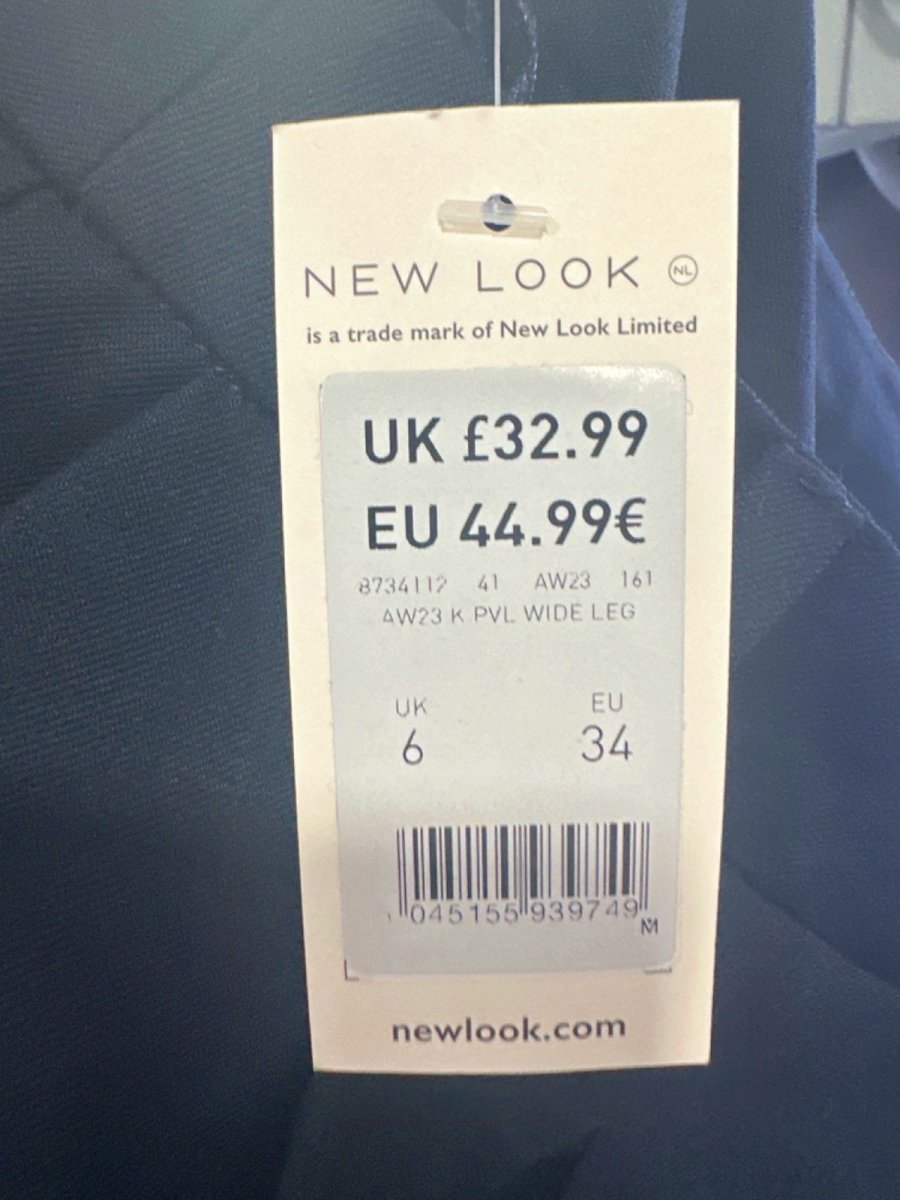 NEW LOOK NL
is a trade mark of New Look Limited
UK £32.99
EU 44.99€
8734112 41 AW23 161
AW23 K PVL WIDE LEG
UK EU
6 34
045155 939749
M
newlook.com